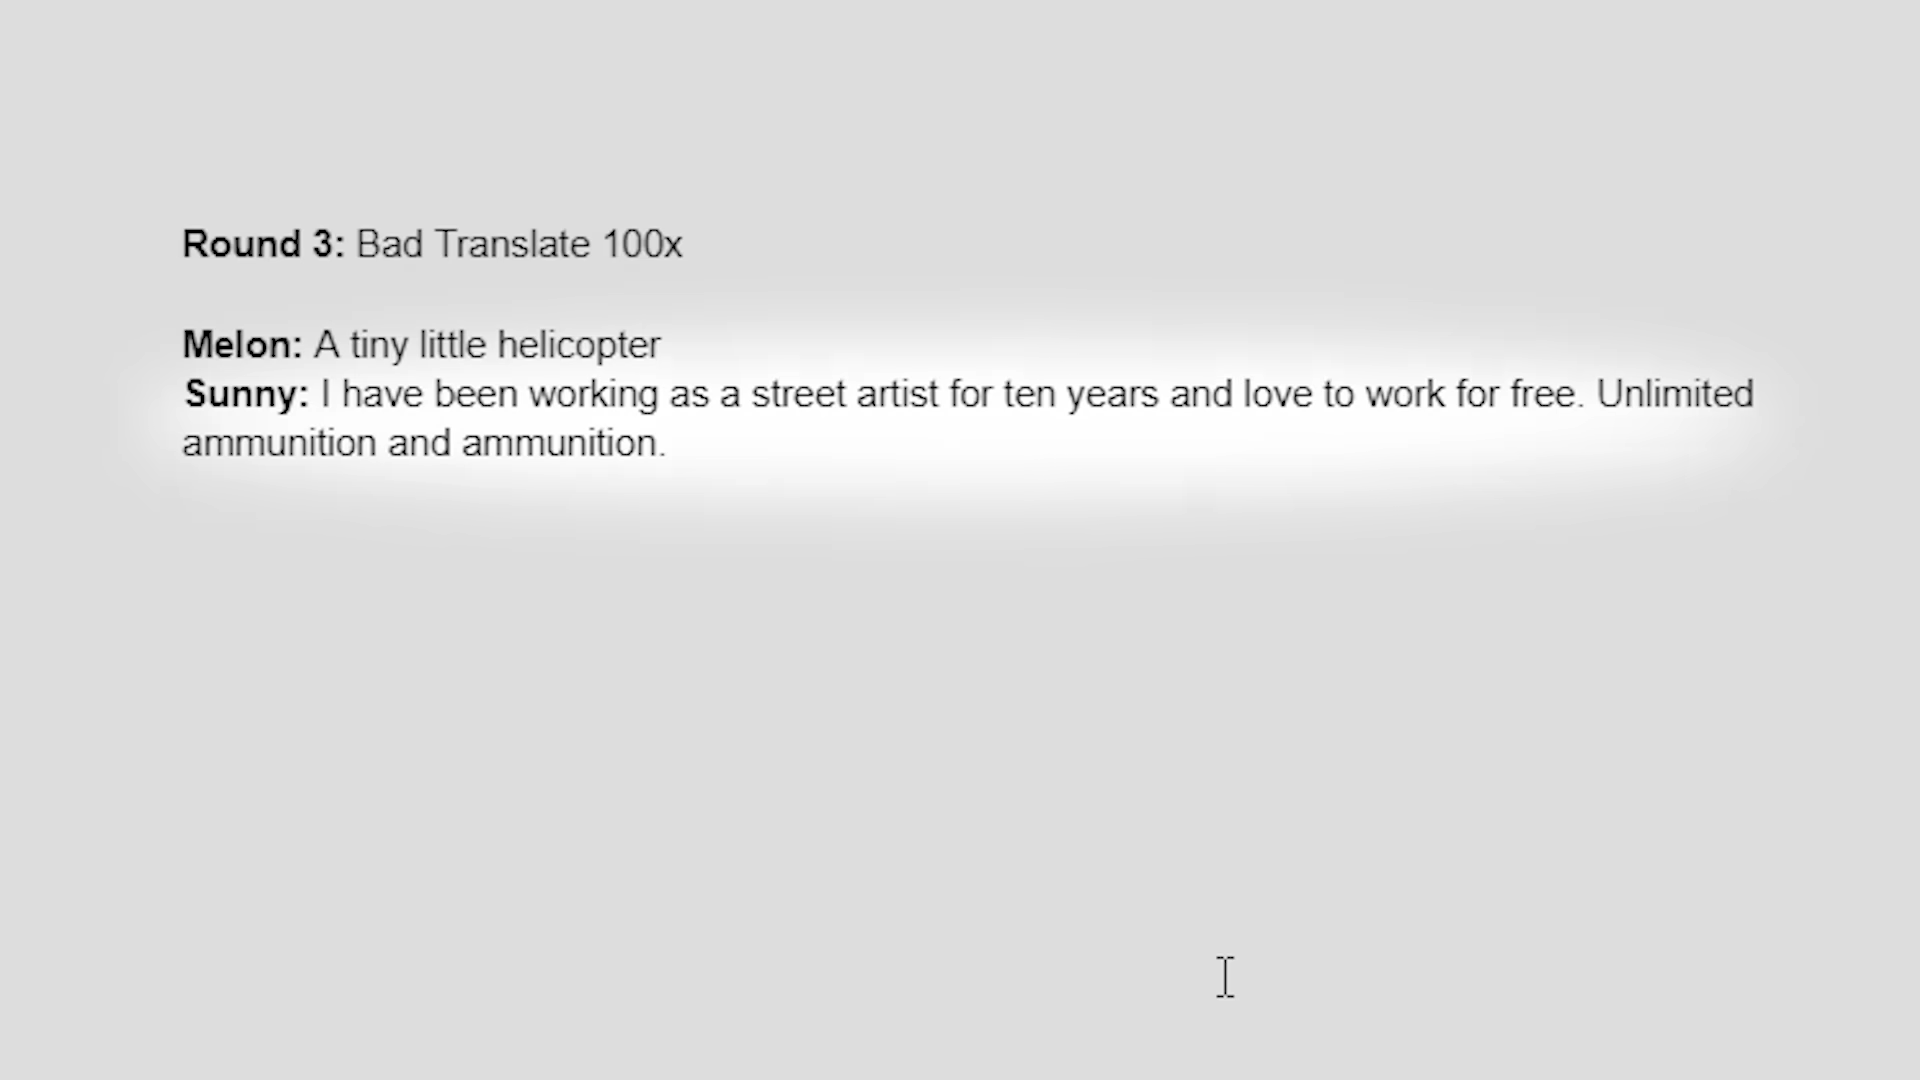 Round 3: Bad Translate 100x
Melon: A tiny little helicopter
Sunny: I have been working as a street artist for ten years and love to work for free. Unlimited
ammunition and ammunition.